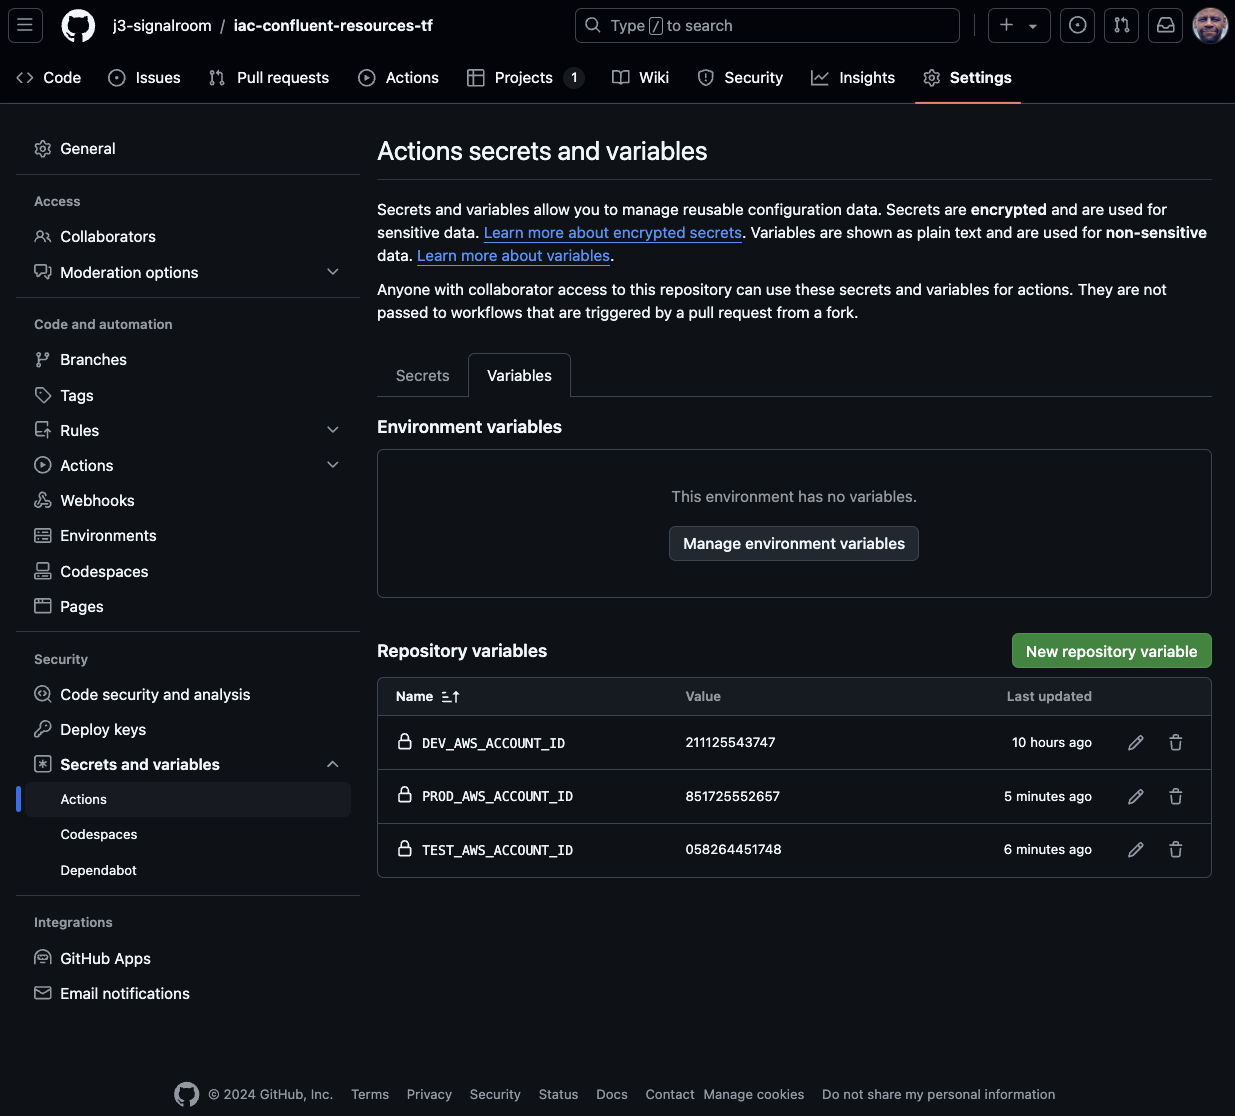 j3-signalroom / iac-confluent-resources-tf
Type / to search
Code Issues Pull requests Actions Projects 1 Wiki Security Insights Settings
General
Access
Collaborators
Moderation options
Code and automation
Branches
Tags
Rules
Actions
Webhooks
Environments
Codespaces
Pages
Security
Code security and analysis
Deploy keys
Secrets and variables
Actions
Codespaces
Dependabot
Integrations
GitHub Apps
Email notifications
Actions secrets and variables
Secrets and variables allow you to manage reusable configuration data. Secrets are encrypted and are used for
sensitive data. Learn more about encrypted secrets. Variables are shown as plain text and are used for non-sensitive
data. Learn more about variables.
Anyone with collaborator access to this repository can use these secrets and variables for actions. They are not
passed to workflows that are triggered by a pull request from a fork.
Secrets Variables
Environment variables
This environment has no variables.
Manage environment variables
Repository variables
New repository variable
Name Value Last updated
DEV_AWS_ACCOUNT_ID 211125543747 10 hours ago
PROD_AWS_ACCOUNT_ID 851725552657 5 minutes ago
TEST_AWS_ACCOUNT_ID 058264451748 6 minutes ago
© 2024 GitHub, Inc. Terms Privacy Security Status Docs Contact Manage cookies Do not share my personal information